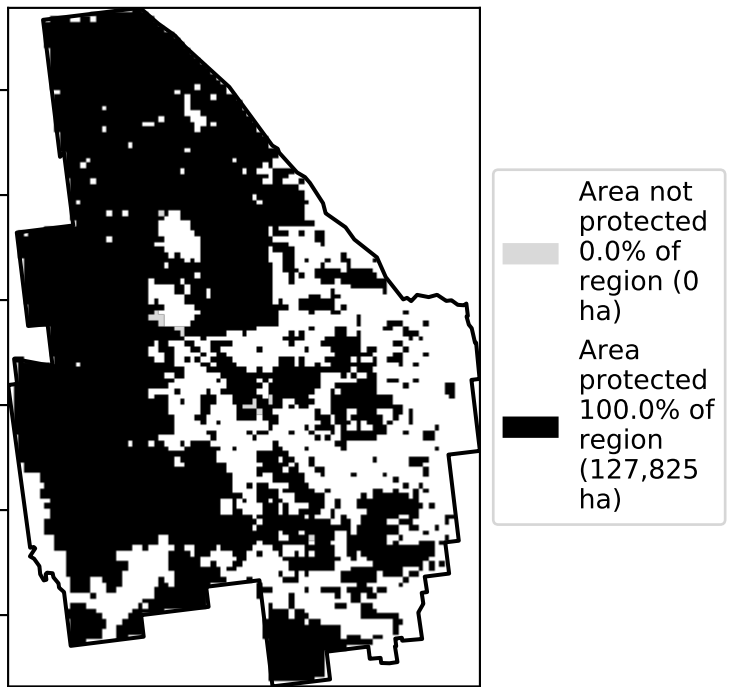 Area not
protected
0.0% of
region (0
ha)
Area
protected
100.0% of
region
(127,825
ha)